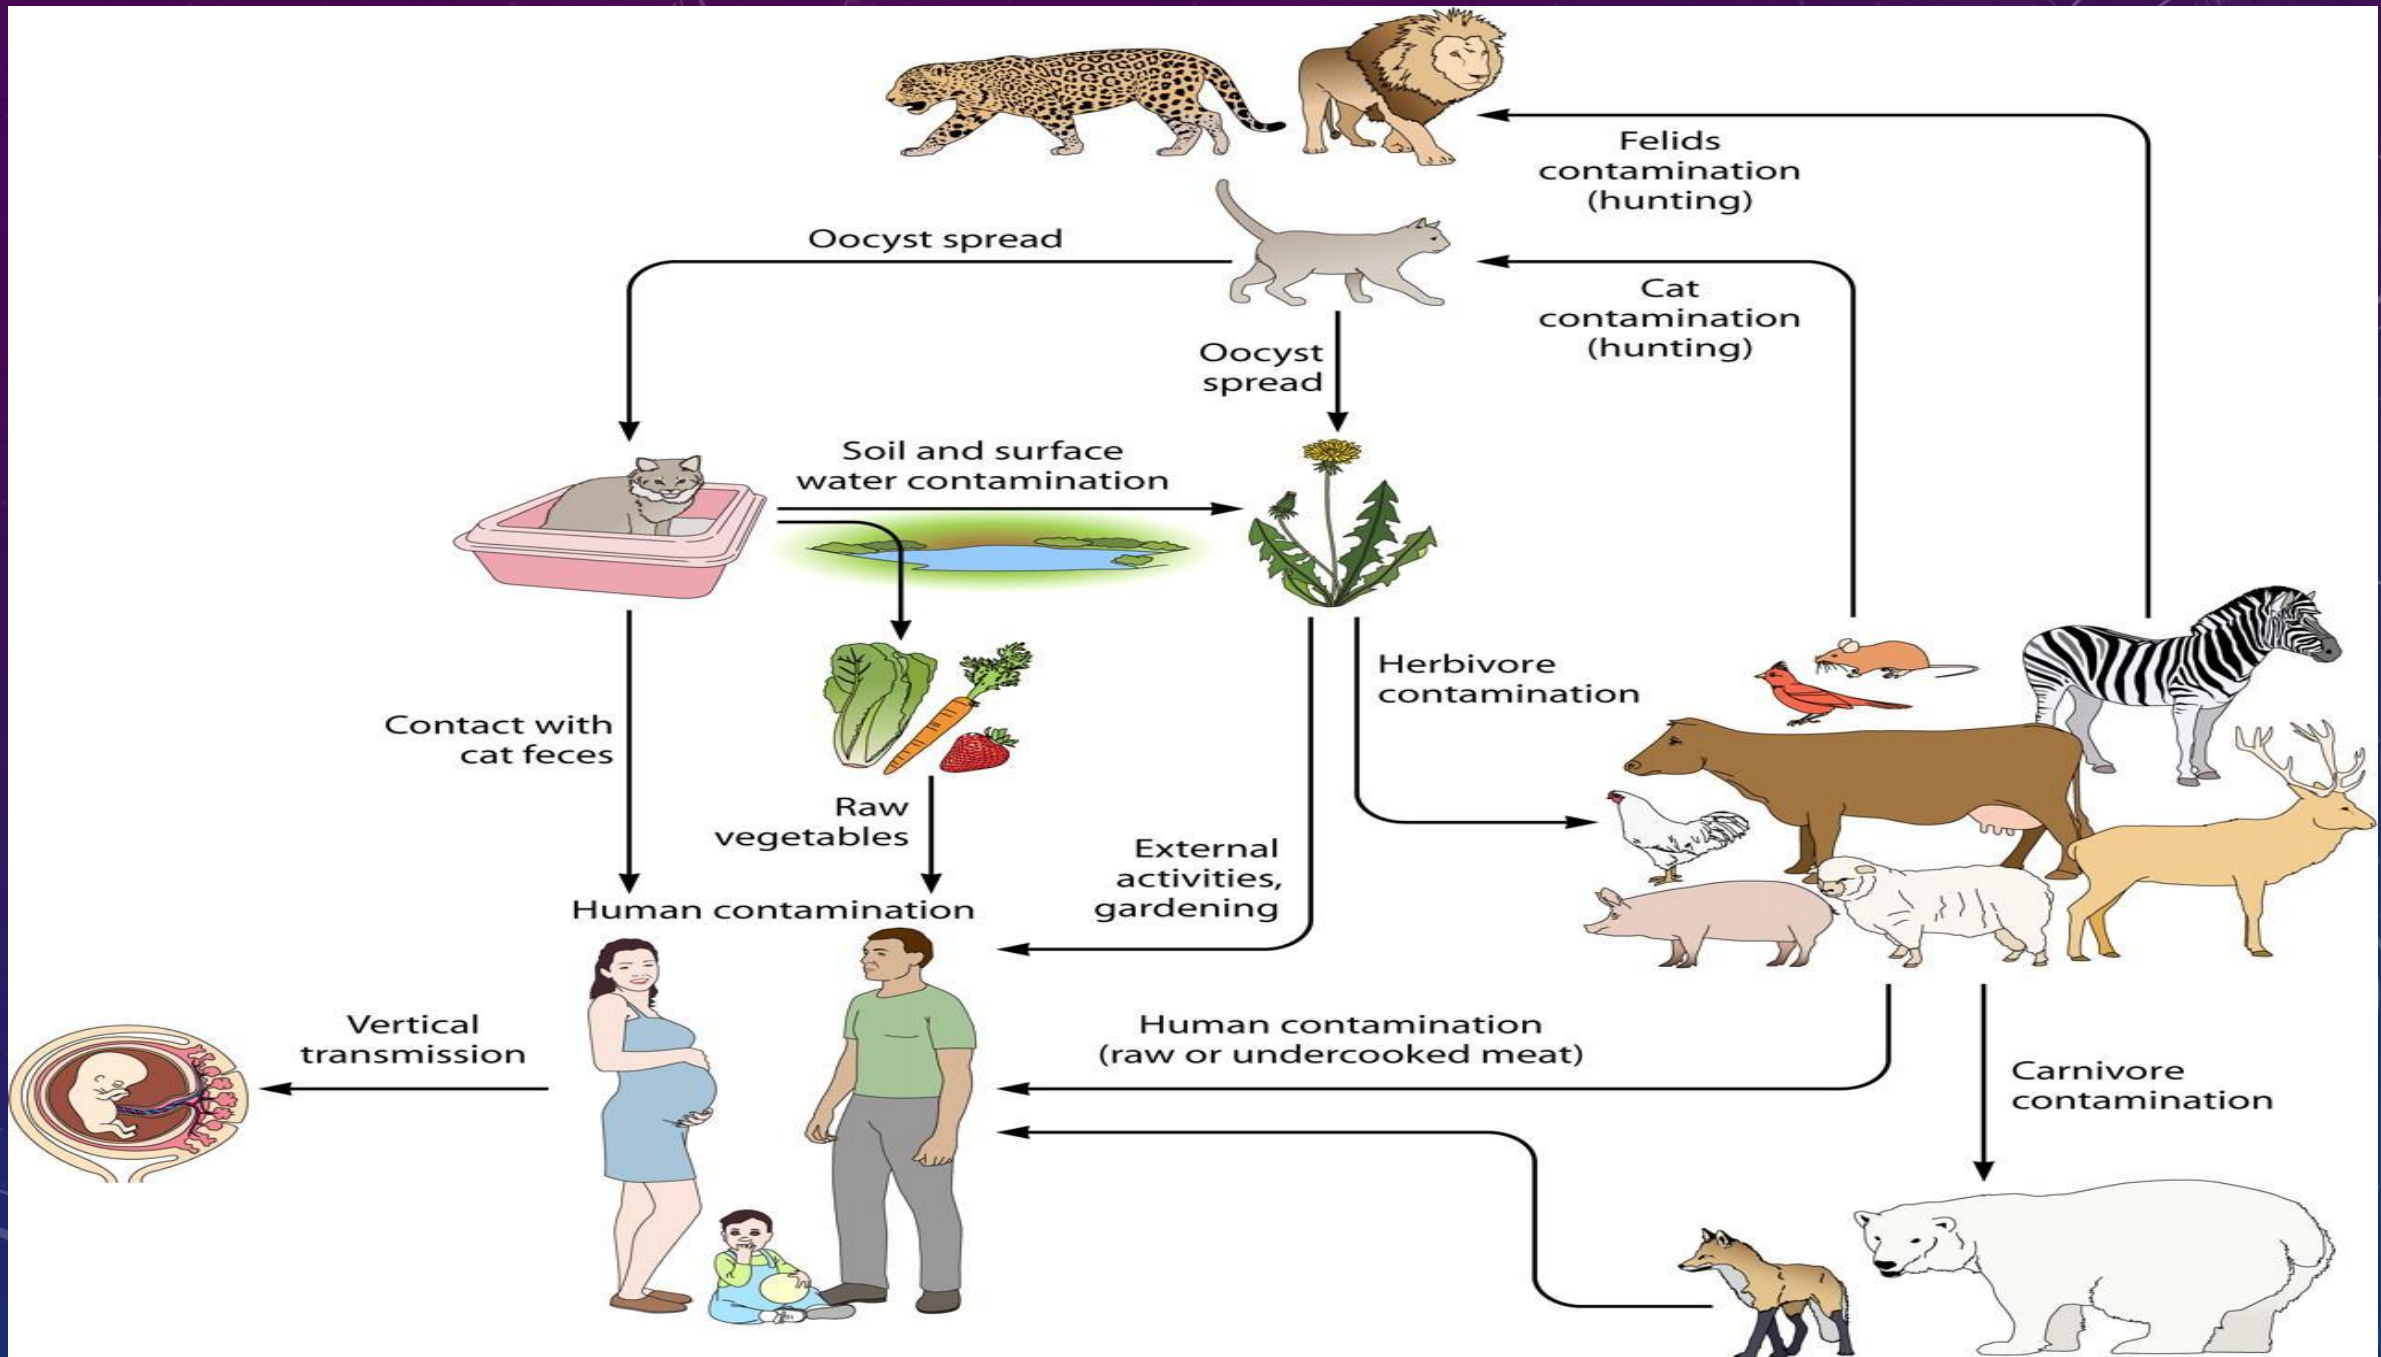 Felids
contamination
(hunting)
Oocyst spread
Cat
contamination
(hunting)
Oocyst
spread
Soil and surface
water contamination
Herbivore
contamination
Contact with
cat feces
Raw
vegetables
External
activities,
gardening
Human contamination
Vertical
transmission
Human contamination
(raw or undercooked meat)
Carnivore
contamination